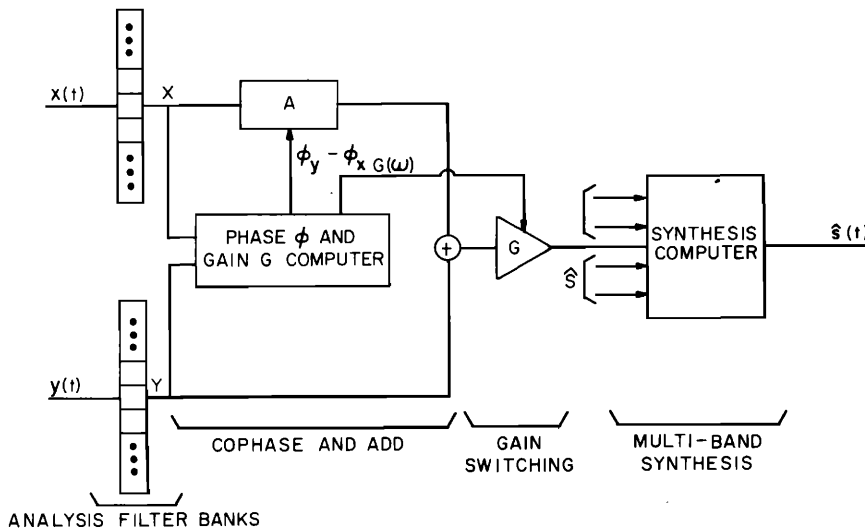 x(t)
X
A
ϕy − ϕx
G(ω)
PHASE ϕ AND
GAIN G COMPUTER
+
G
Ŝ
SYNTHESIS
COMPUTER
ŝ(t)
y(t)
Y
COPHASE AND ADD
GAIN
SWITCHING
MULTI-BAND
SYNTHESIS
ANALYSIS FILTER BANKS